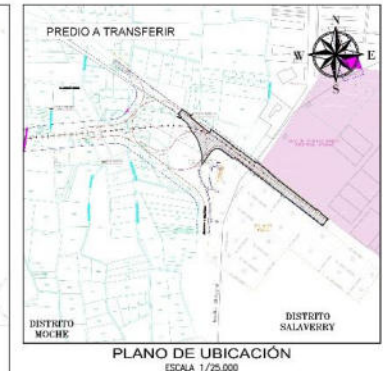 PREDIO A TRANSFERIR
N
W E
S
DISTRITO
MOCHE
DISTRITO
SALAVERRY
PLANO DE UBICACIÓN
ESCALA 1/25,000